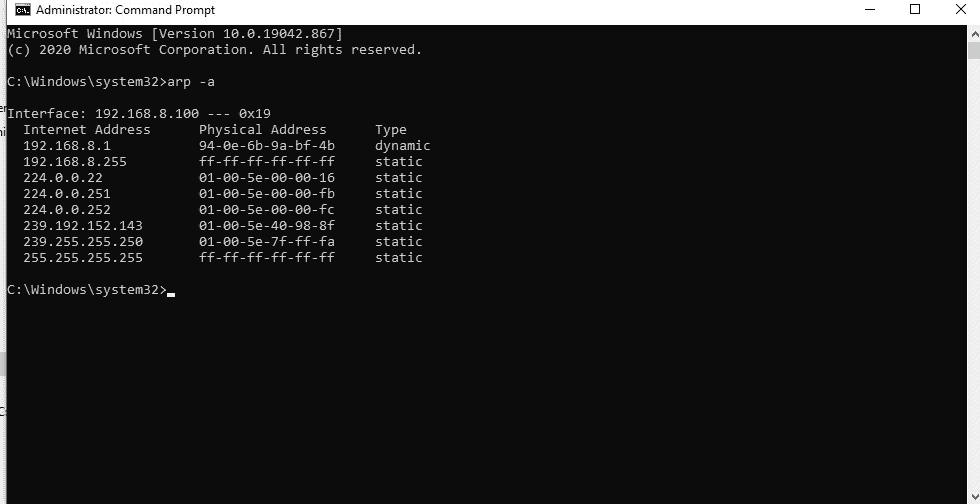 Administrator: Command Prompt
Microsoft Windows [Version 10.0.19042.867]
(c) 2020 Microsoft Corporation. All rights reserved.
C:\Windows\system32>arp -a
Interface: 192.168.8.100 --- 0x19
  Internet Address      Physical Address      Type
  192.168.8.1           94-0e-6b-9a-bf-4b     dynamic
  192.168.8.255         ff-ff-ff-ff-ff-ff     static
  224.0.0.22            01-00-5e-00-00-16     static
  224.0.0.251           01-00-5e-00-00-fb     static
  224.0.0.252           01-00-5e-00-00-fc     static
  239.192.152.143       01-00-5e-40-98-8f     static
  239.255.255.250       01-00-5e-7f-ff-fa     static
  255.255.255.255       ff-ff-ff-ff-ff-ff     static
C:\Windows\system32>